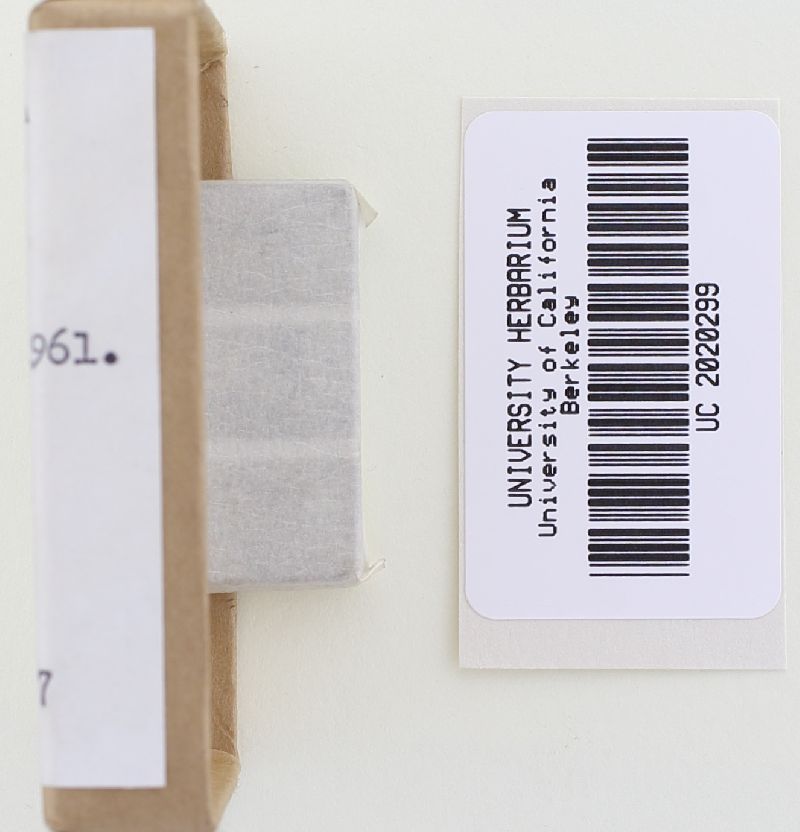 961.
7
UNIVERSITY HERBARIUM
University of California
Berkeley
UC 2020299